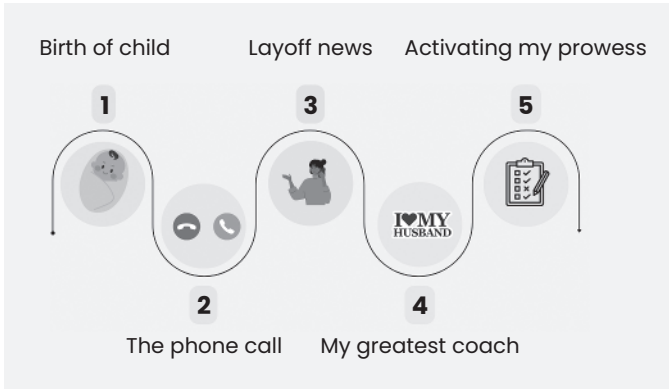 Birth of child
Layoff news
Activating my prowess
1
3
5
I♥MY
HUSBAND
2
4
The phone call
My greatest coach